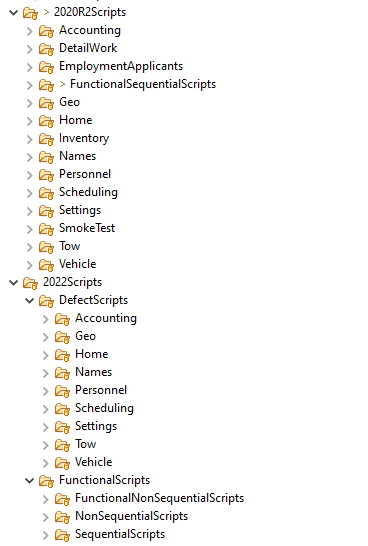 > 2020R2Scripts
Accounting
DetailWork
EmploymentApplicants
> FunctionalSequentialScripts
Geo
Home
Inventory
Names
Personnel
Scheduling
Settings
SmokeTest
Tow
Vehicle
2022Scripts
DefectScripts
Accounting
Geo
Home
Names
Personnel
Scheduling
Settings
Tow
Vehicle
FunctionalScripts
FunctionalNonSequentialScripts
NonSequentialScripts
SequentialScripts